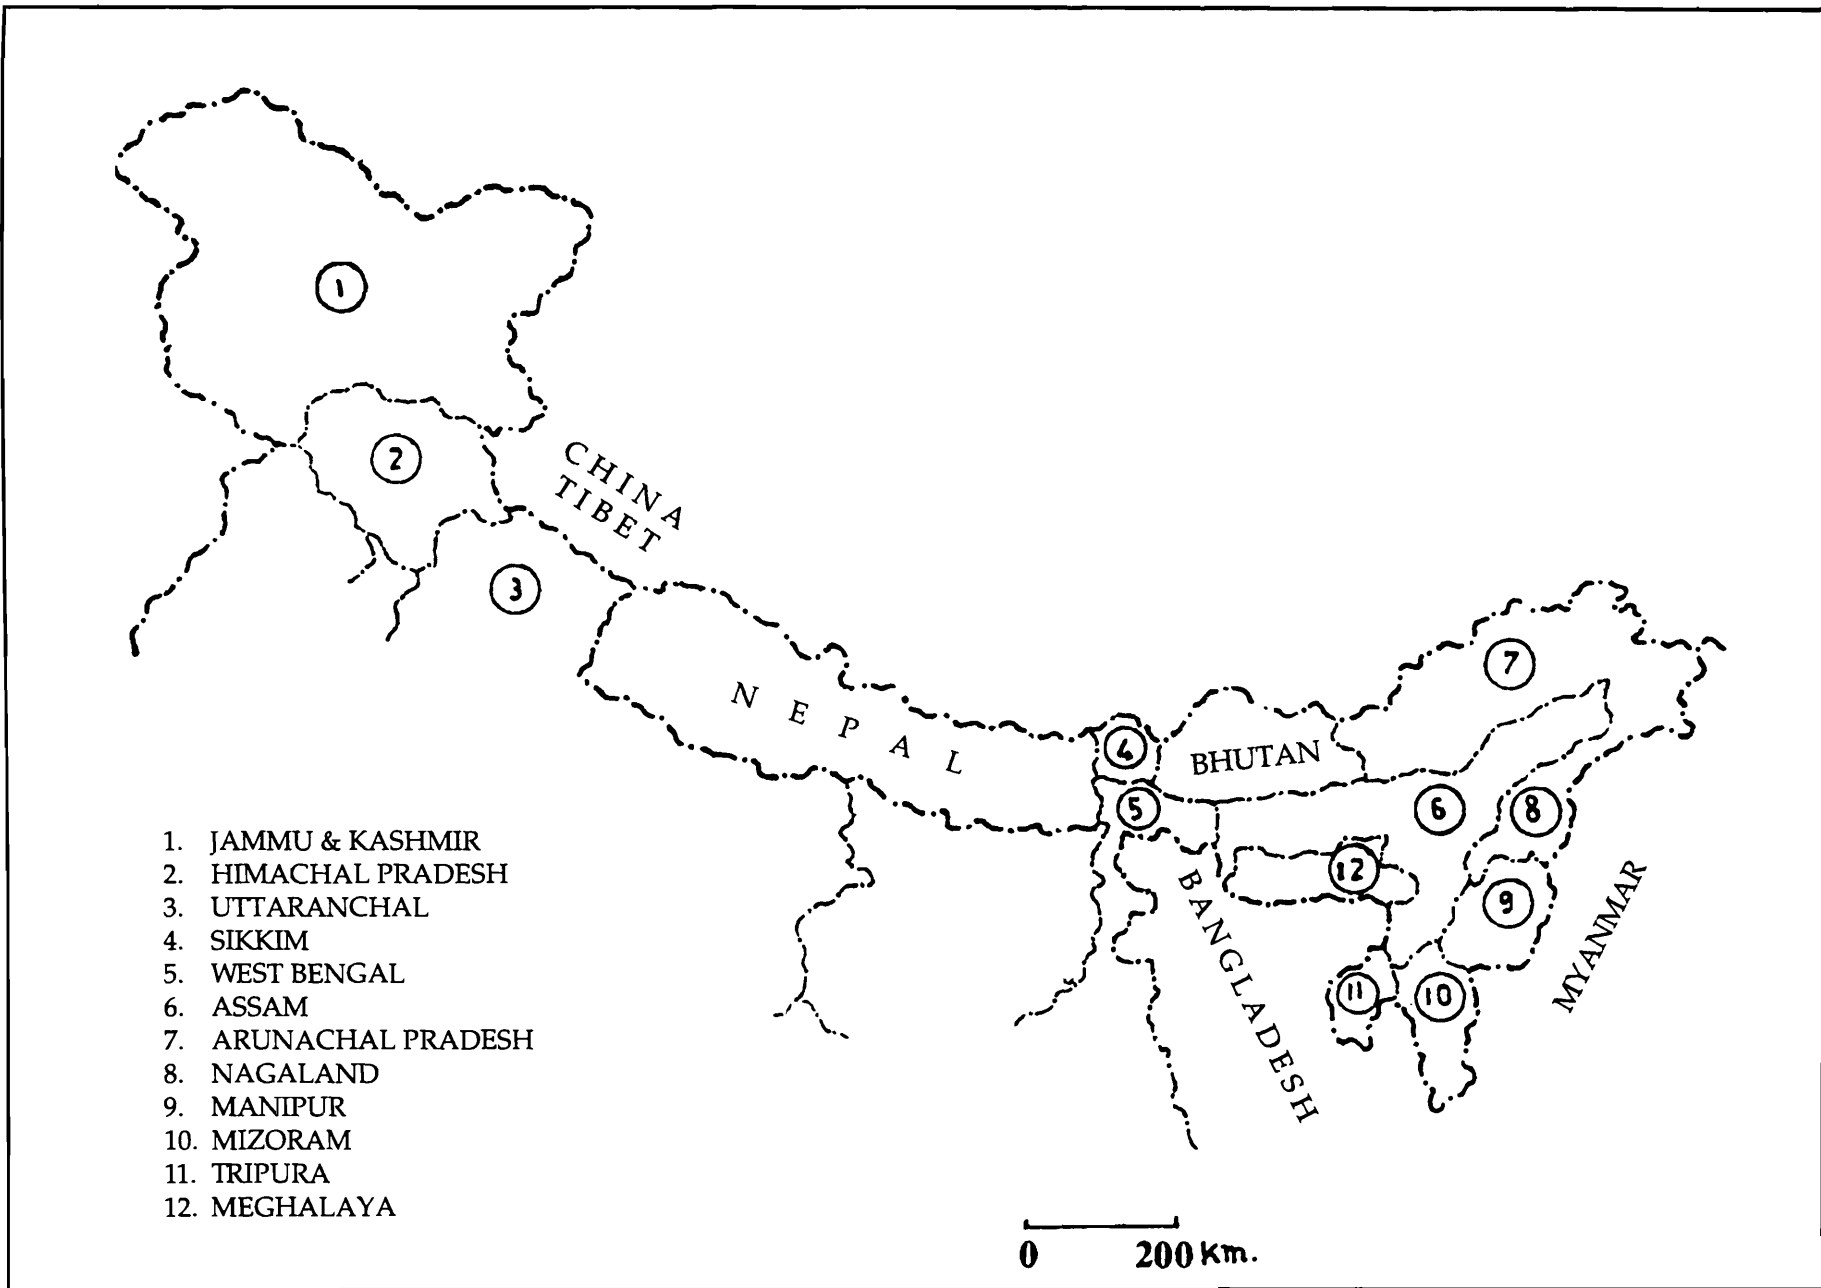 1
2
CHINA
TIBET
3
7
NEPAL
4
BHUTAN
5
6
8
12
9
BANGLADESH
MYANMAR
11
10
1. JAMMU & KASHMIR
2. HIMACHAL PRADESH
3. UTTARANCHAL
4. SIKKIM
5. WEST BENGAL
6. ASSAM
7. ARUNACHAL PRADESH
8. NAGALAND
9. MANIPUR
10. MIZORAM
11. TRIPURA
12. MEGHALAYA
0 200 km.